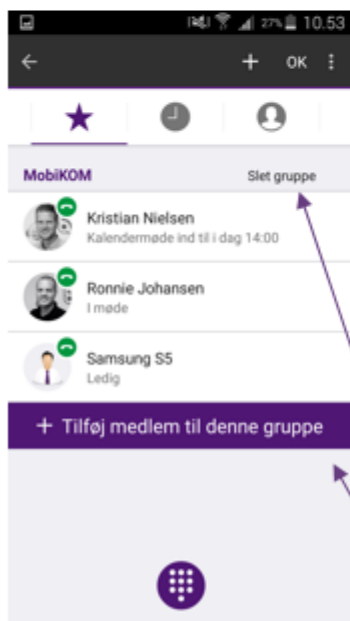 27% 10.53
+ OK
MobiKOM Slet gruppe
Kristian Nielsen
Kalendermøde ind til i dag 14:00
Ronnie Johansen
I møde
Samsung S5
Ledig
+ Tilføj medlem til denne gruppe